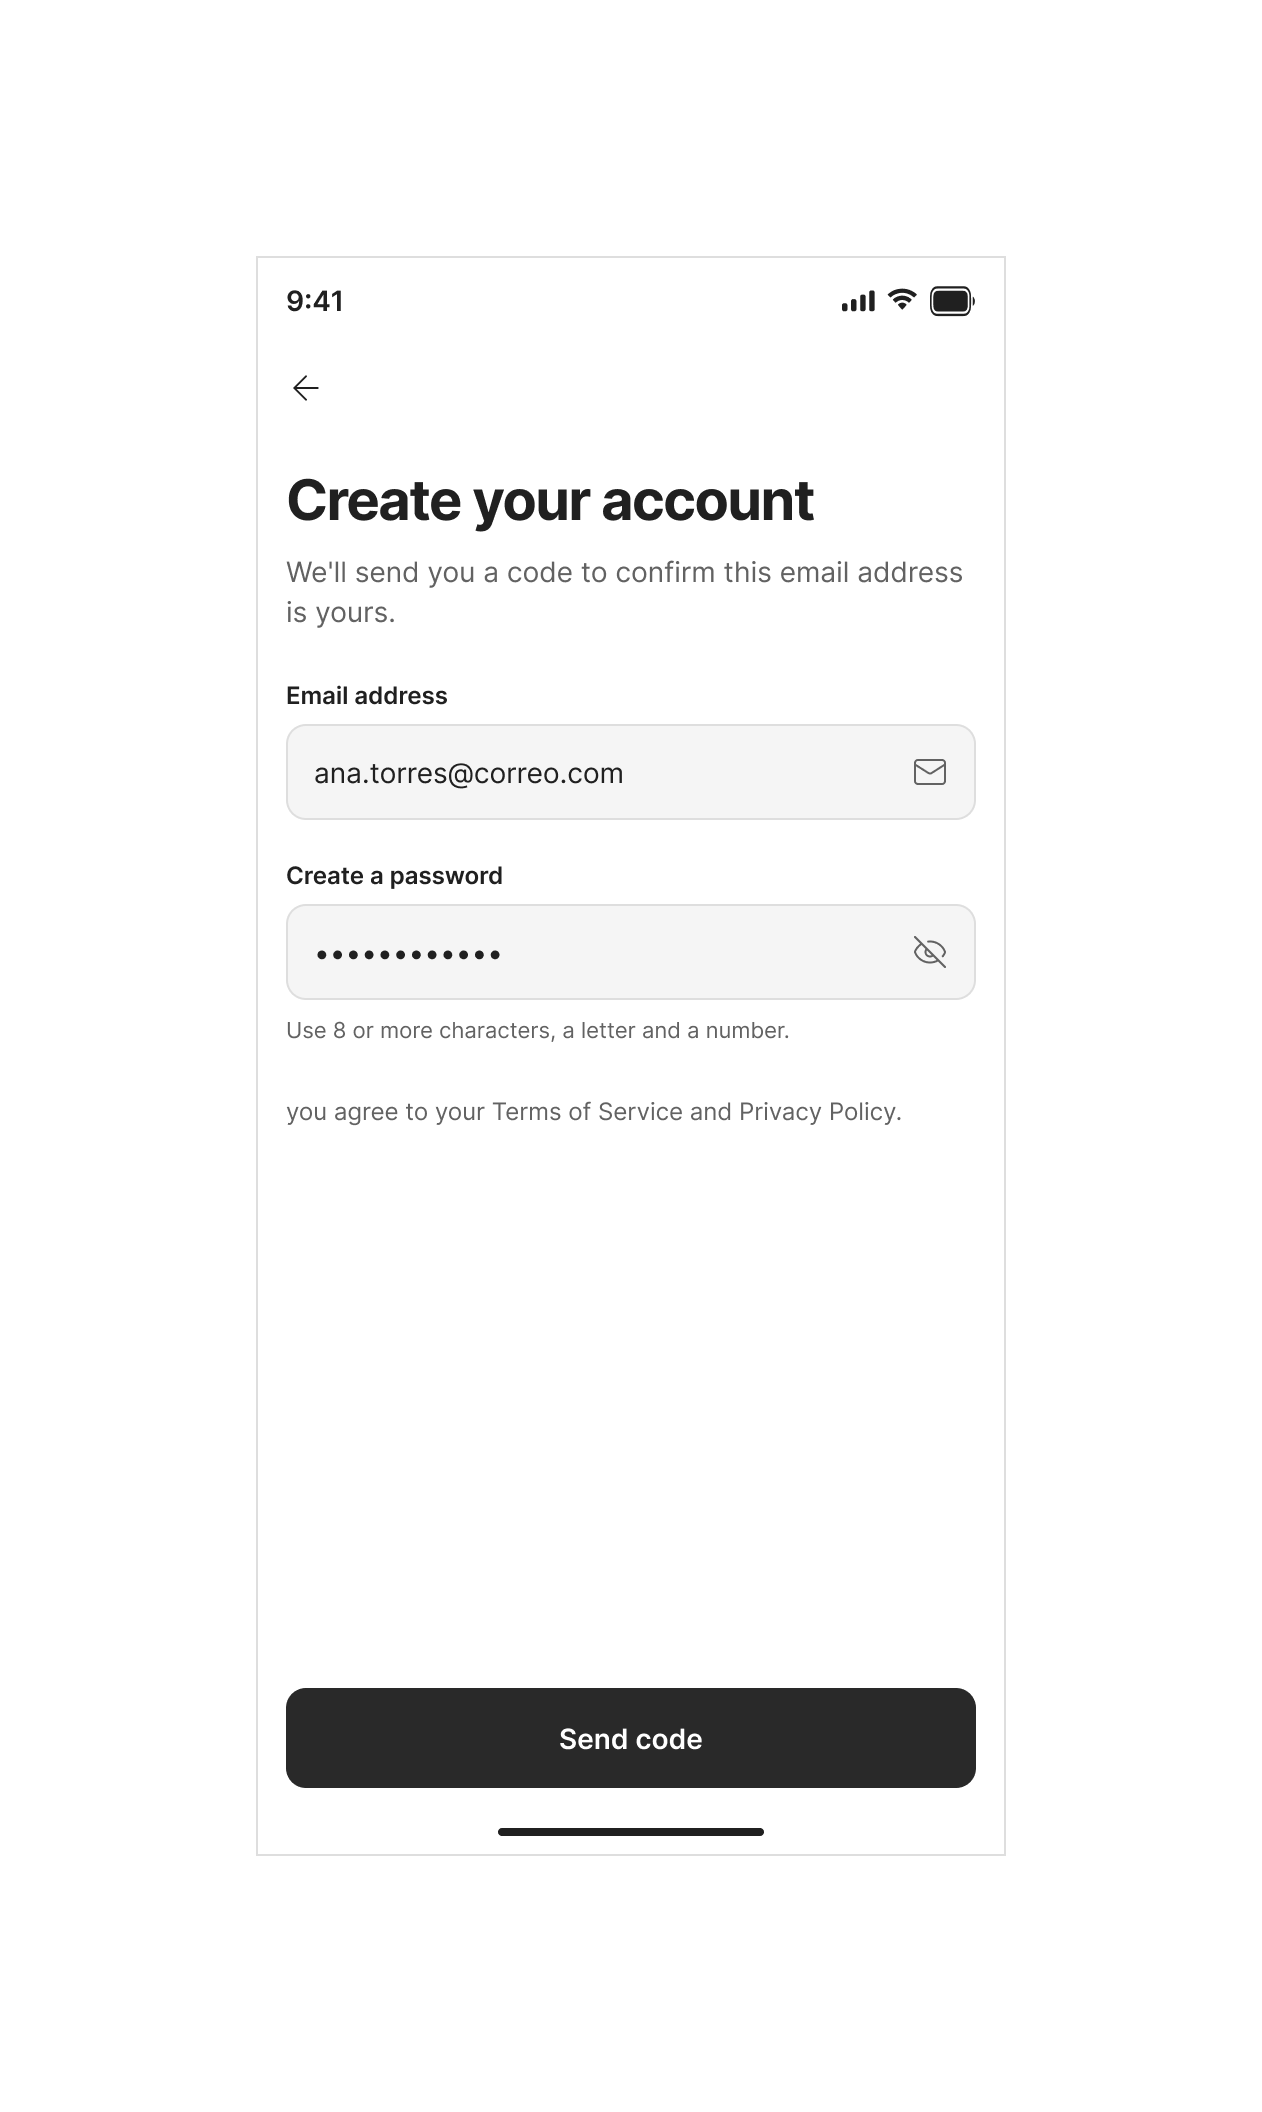 9:41
Create your account
We'll send you a code to confirm this email address
is yours.
Email address
ana.torres@correo.com
Create a password
••••••••••••
Use 8 or more characters, a letter and a number.
you agree to your Terms of Service and Privacy Policy.
Send code